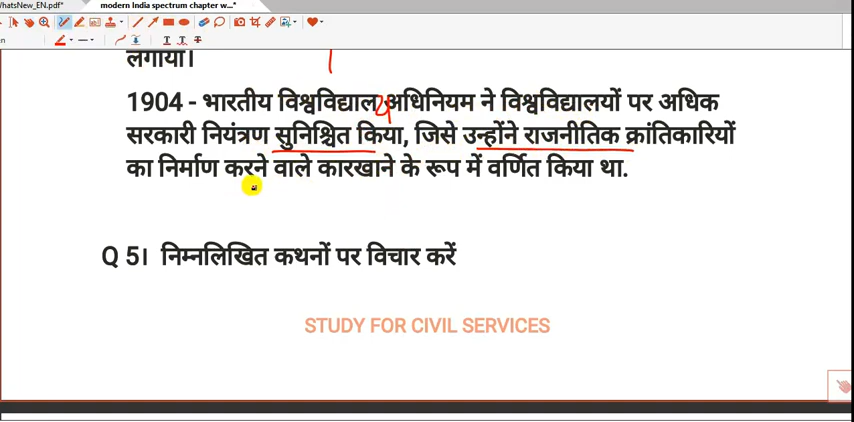 WhatsNew_EN.pdf*
modern India spectrum chapter w...*
लगाया।
1904 - भारतीय विश्वविद्यालय अधिनियम ने विश्वविद्यालयों पर अधिक
सरकारी नियंत्रण सुनिश्चित किया, जिसे उन्होंने राजनीतिक क्रांतिकारियों
का निर्माण करने वाले कारखाने के रूप में वर्णित किया था.
Q 5। निम्नलिखित कथनों पर विचार करें
STUDY FOR CIVIL SERVICES